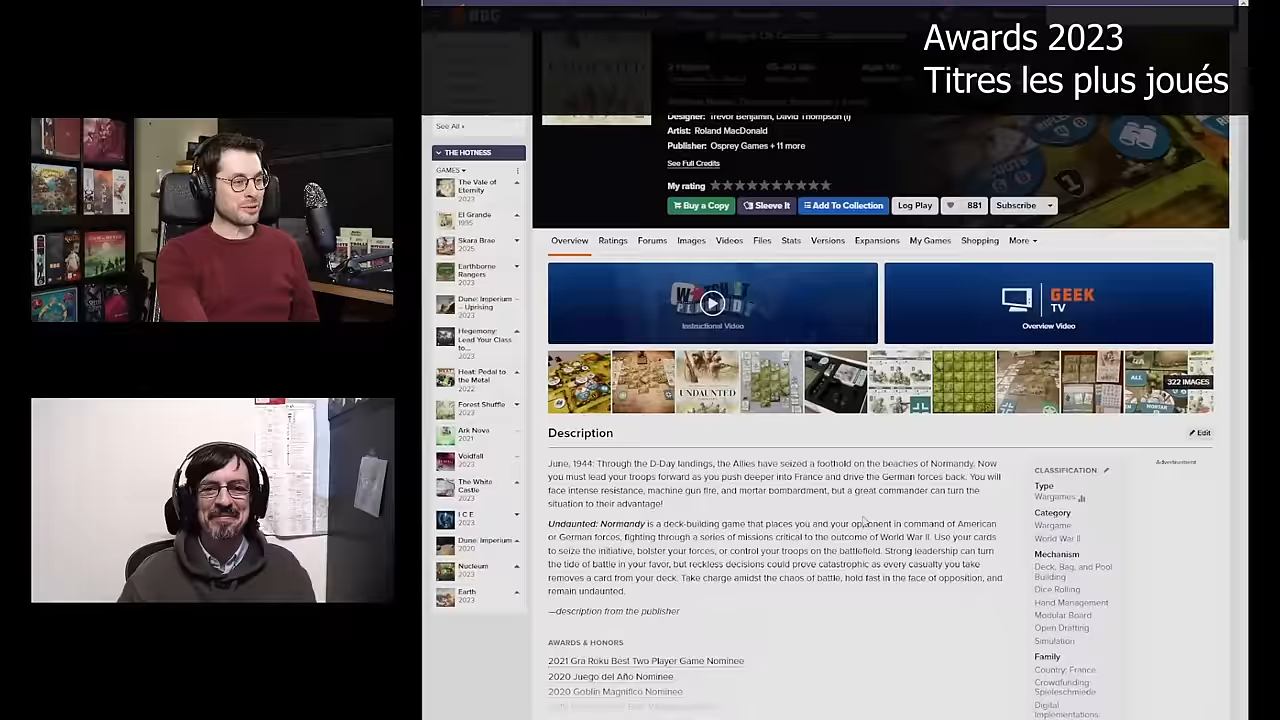 Awards 2023
Titres les plus joués
Designer: Trevor Benjamin, David Thompson (I)
Artist: Roland MacDonald
Publisher: Osprey Games + 11 more
See Full Credits
My rating
Buy a Copy
Sleeve It
Add To Collection
Log Play
881
Subscribe
See All
THE HOTNESS
GAMES
The Vale of
Eternity
2023
El Grande
1995
Skara Brae
2025
Earthborne
Rangers
2023
Dune: Imperium
– Uprising
2023
Hegemony:
Lead Your Class
to...
2023
Heat: Pedal to
the Metal
2022
Forest Shuffle
2023
Ark Nova
2021
Voidfall
2023
The White
Castle
2023
I C E
2023
Dune: Imperium
2020
Nucleum
2023
Earth
2023
Overview
Ratings
Forums
Images
Videos
Files
Stats
Versions
Expansions
My Games
Shopping
More
Instructional Video
GEEK
TV
Overview Video
UNDAUNTED
322 IMAGES
Description
Edit
June, 1944: Through the D-Day landings, the Allies have seized a foothold on the beaches of Normandy. Now
you must lead your troops forward as you push deeper into France and drive the German forces back. You will
face intense resistance, machine gun fire, and mortar bombardment, but a great commander can turn the
situation to their advantage!
Undaunted: Normandy is a deck-building game that places you and your opponent in command of American
or German forces, fighting through a series of missions critical to the outcome of World War II. Use your cards
to seize the initiative, bolster your forces, or control your troops on the battlefield. Strong leadership can turn
the tide of battle in your favor, but reckless decisions could prove catastrophic as every casualty you take
removes a card from your deck. Take charge amidst the chaos of battle, hold fast in the face of opposition, and
remain undaunted.
—description from the publisher
AWARDS & HONORS
2021 Gra Roku Best Two Player Game Nominee
2020 Juego del Año Nominee
2020 Goblin Magnifico Nominee
Advertisement
CLASSIFICATION
Type
Wargames
Category
Wargame
World War II
Mechanism
Deck, Bag, and Pool
Building
Dice Rolling
Hand Management
Modular Board
Open Drafting
Simulation
Family
Country: France
Crowdfunding:
Spieleschmiede
Digital
Implementations: